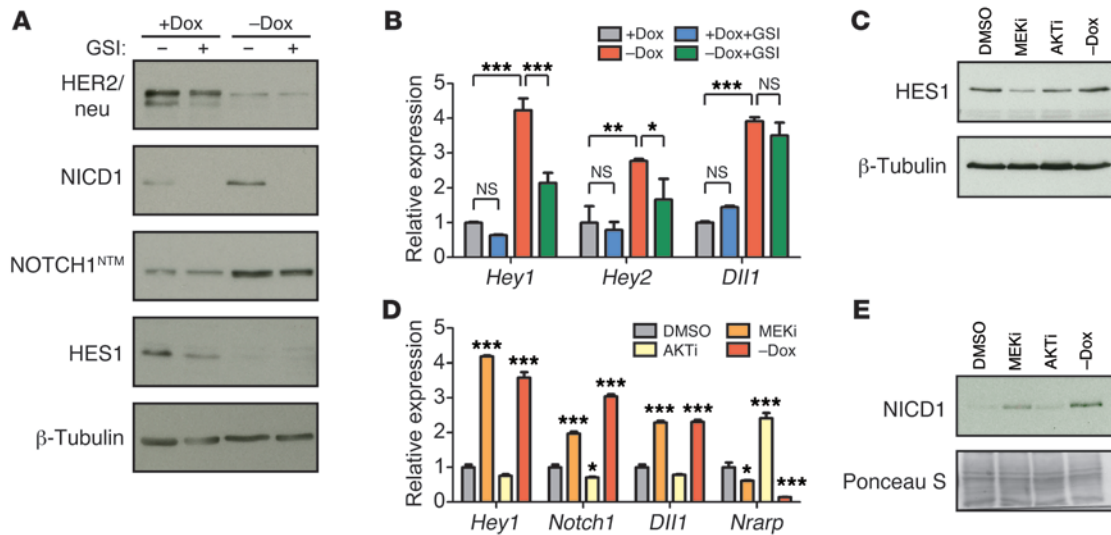 A
+Dox –Dox
GSI: – + – +
HER2/
neu
NICD1
NOTCH1NTM
HES1
β-Tubulin
B
+Dox +Dox+GSI
–Dox –Dox+GSI
Relative expression
5
4
3
2
1
0
*** ***
NS
** *
NS
*** NS
NS
Hey1 Hey2 Dll1
C
DMSO MEKi AKTi –Dox
HES1
β-Tubulin
D
DMSO MEKi
AKTi –Dox
Relative expression
5
4
3
2
1
0
*** ***
*** * ***
*** ***
* *** ***
Hey1 Notch1 Dll1 Nrarp
E
DMSO MEKi AKTi –Dox
NICD1
Ponceau S